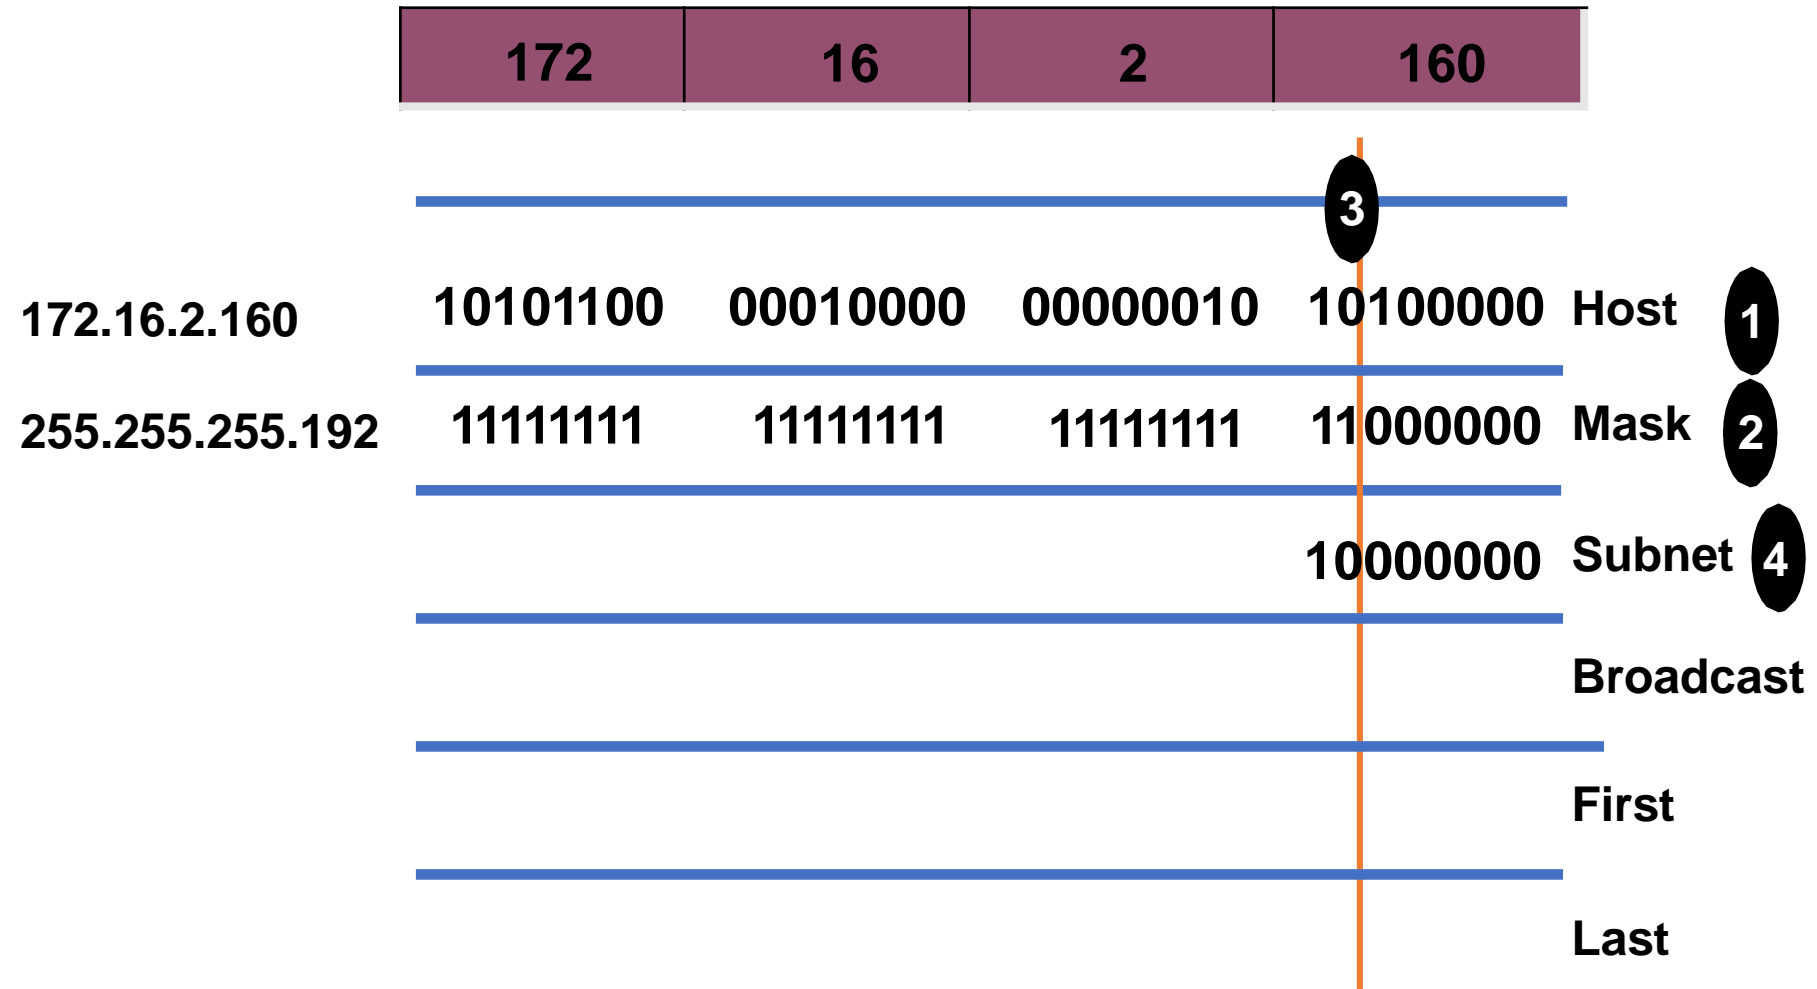 172 16 2 160
3
172.16.2.160 10101100 00010000 00000010 10100000 Host 1
255.255.255.192 11111111 11111111 11111111 11000000 Mask 2
10000000 Subnet 4
Broadcast
First
Last